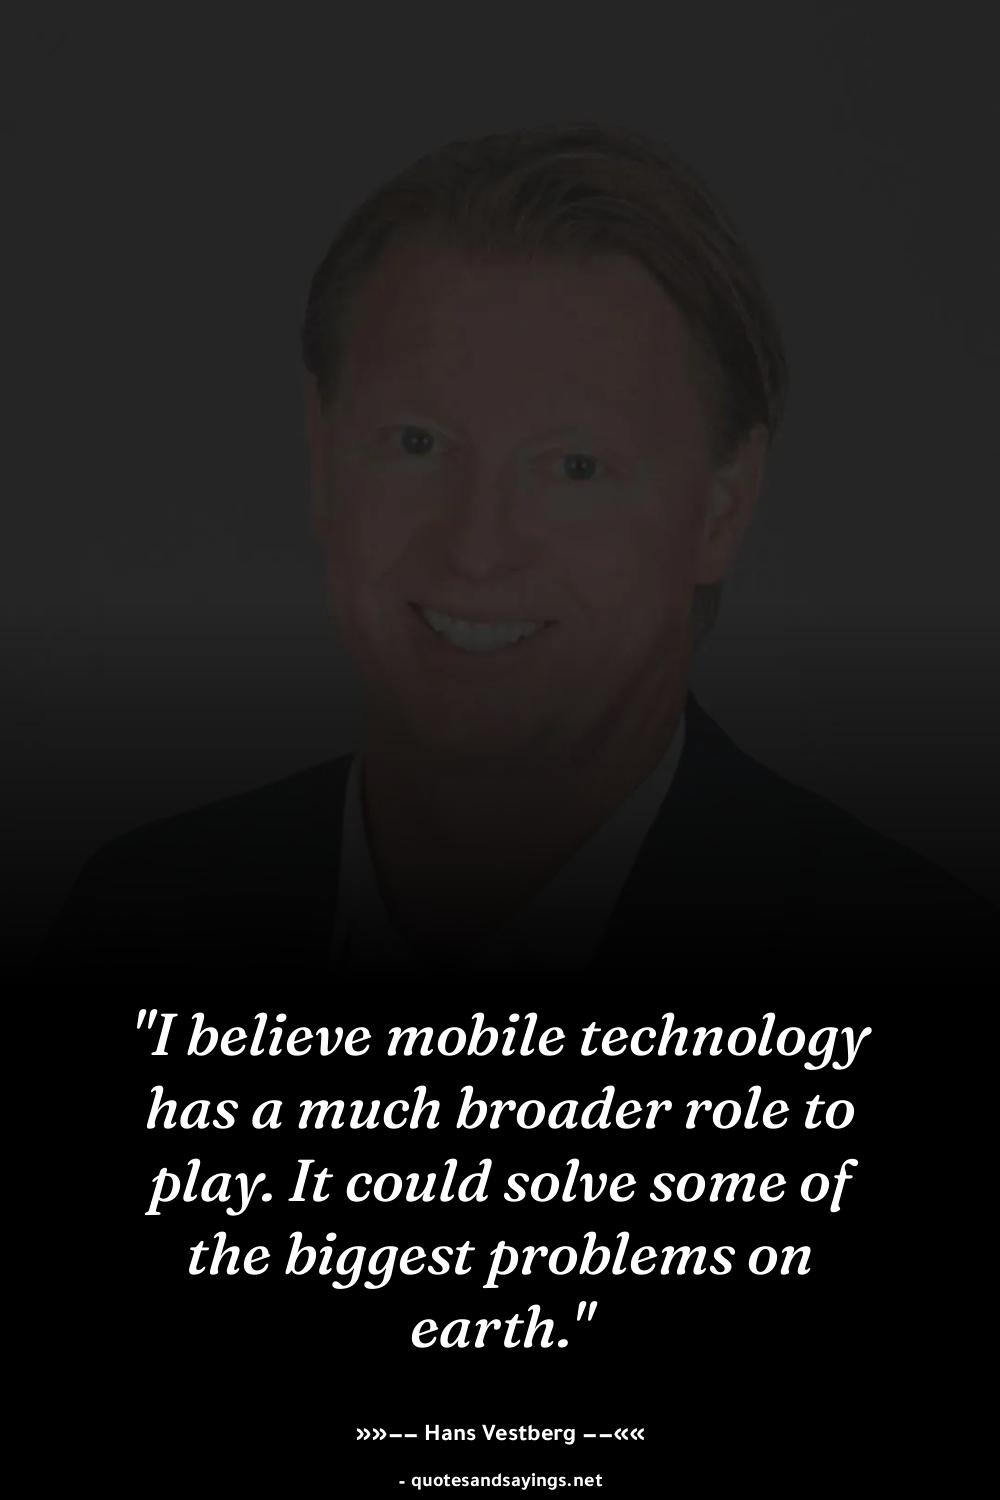 "I believe mobile technology
has a much broader role to
play. It could solve some of
the biggest problems on
earth."
»»–– Hans Vestberg ––««
- quotesandsayings.net